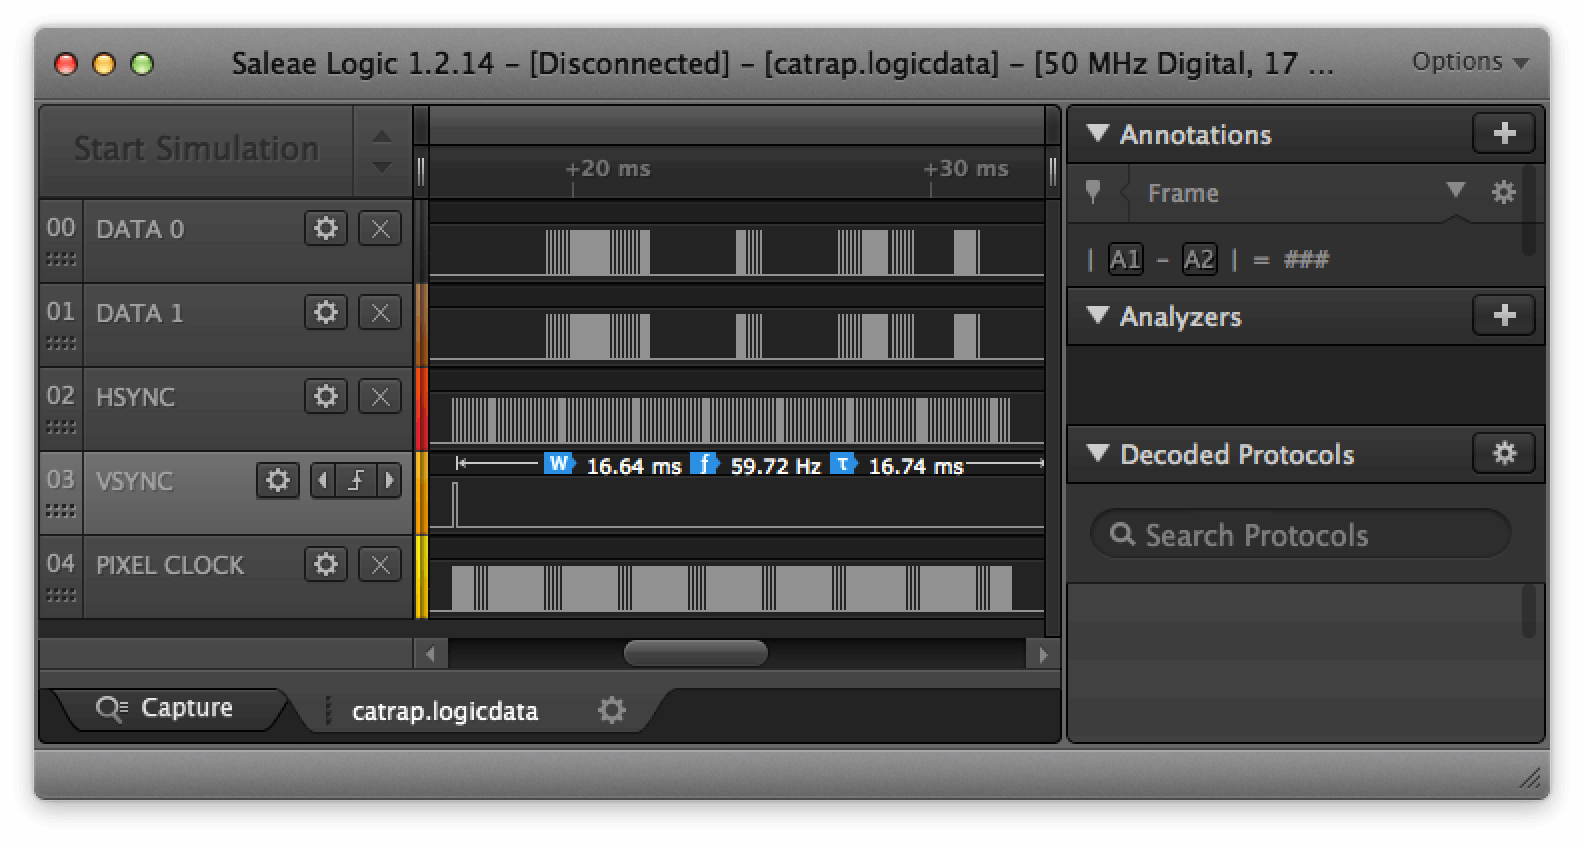 Saleae Logic 1.2.14 – [Disconnected] – [catrap.logicdata] – [50 MHz Digital, 17 ...
Options
Start Simulation
+20 ms
+30 ms
00 DATA 0
01 DATA 1
02 HSYNC
W 16.64 ms f 59.72 Hz τ 16.74 ms
03 VSYNC
04 PIXEL CLOCK
Capture
catrap.logicdata
Annotations
Frame
| A1 – A2 | = ###
Analyzers
Decoded Protocols
Search Protocols